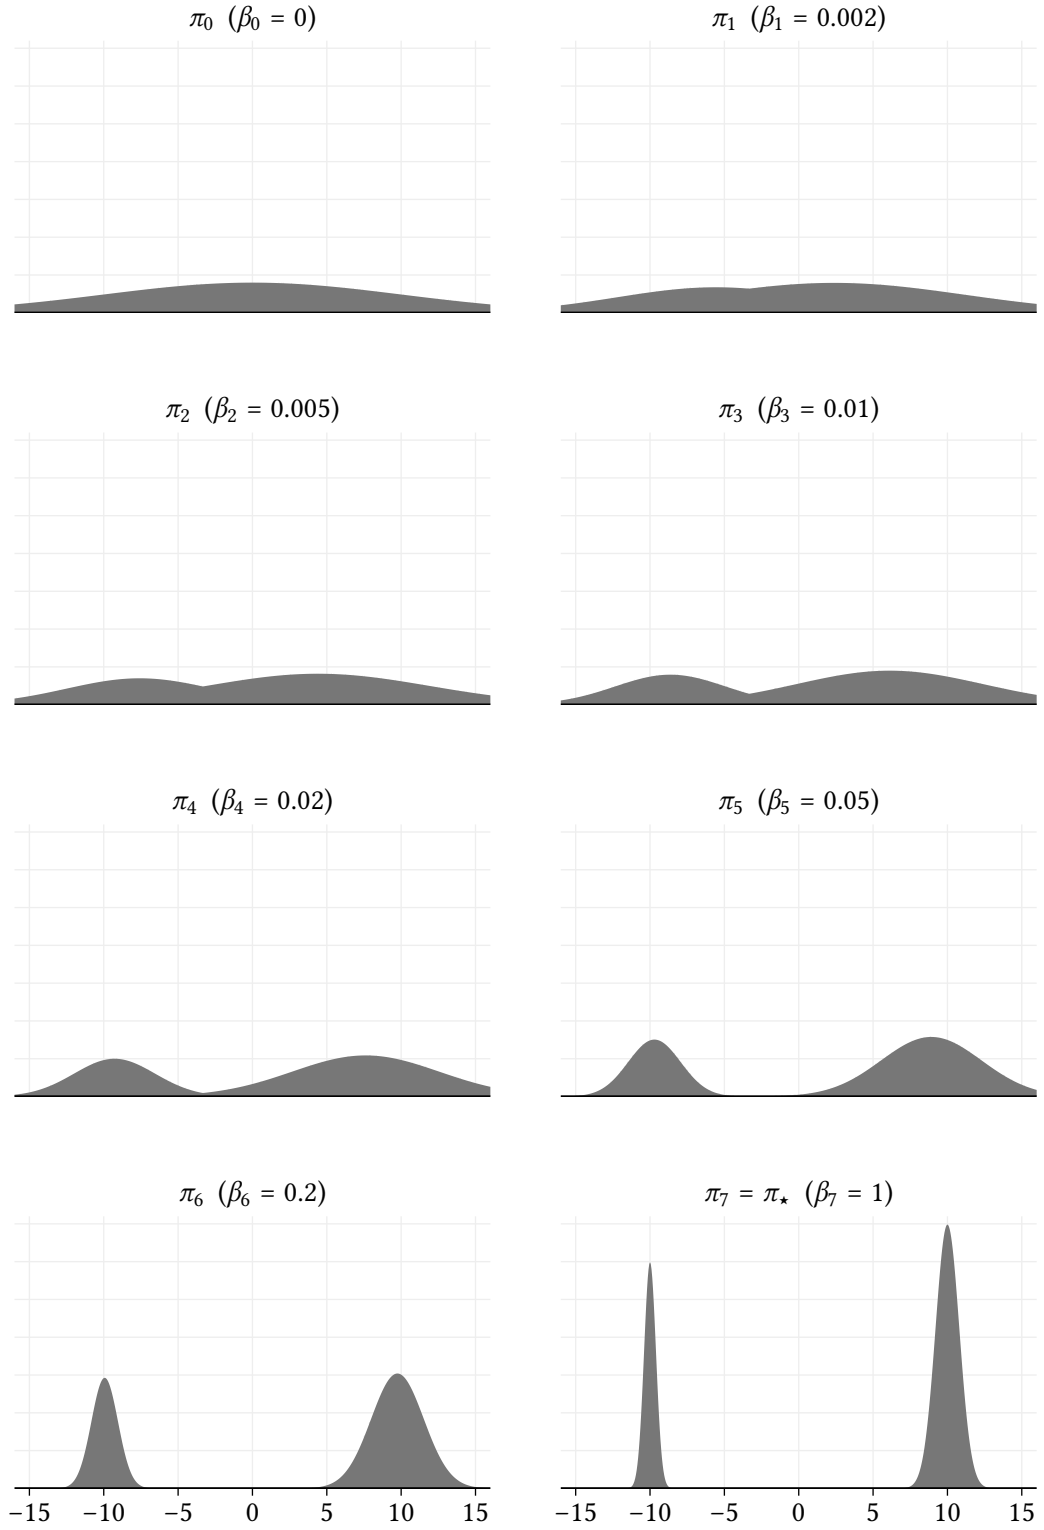 π₀ (β₀ = 0)
π₁ (β₁ = 0.002)
π₂ (β₂ = 0.005)
π₃ (β₃ = 0.01)
π₄ (β₄ = 0.02)
π₅ (β₅ = 0.05)
π₆ (β₆ = 0.2)
π₇ = π⋆ (β₇ = 1)
−15 −10 −5 0 5 10 15
−15 −10 −5 0 5 10 15